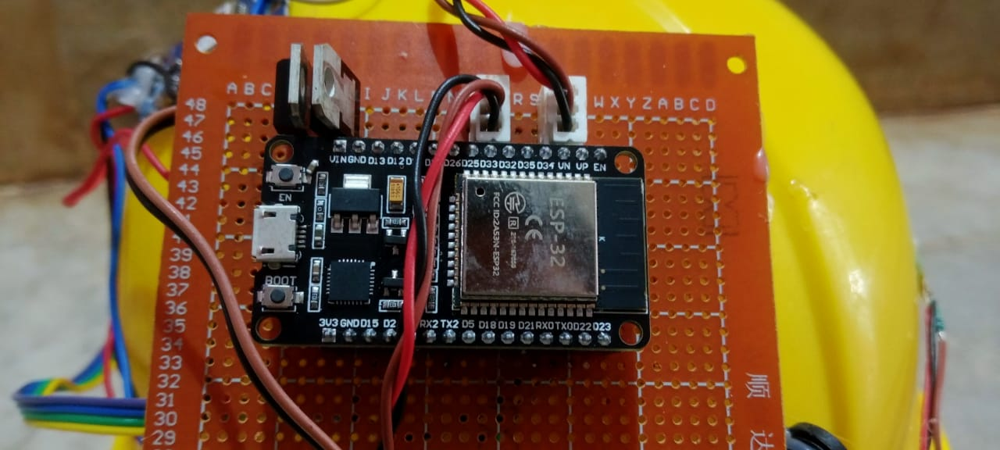 A B C I J K L R S W X Y Z A B C D
48
47
46
45
44
43
42
39
38
37
36
35
34
33
32
31
30
29
VIN GND D13 D12 D26 D25 D33 D32 D35 D34 VN VP EN
EN
BOOT
ESP-32
CE
R
FCC ID:2A53N-ESP32
3V3 GND D15 D2 RX2 TX2 D5 D18 D19 D21 RX0 TX0 D22 D23
顺
达